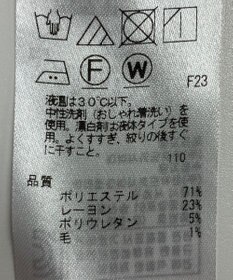 F
W
F23
液温は30℃以下。
中性洗剤(おしゃれ着洗い)を
使用。漂白剤は液体タイプを使
用。よくすすぎ、絞りの後すぐ
に干すこと。
110
品質
ポリエステル 71%
レーヨン 23%
ポリウレタン 5%
毛 1%